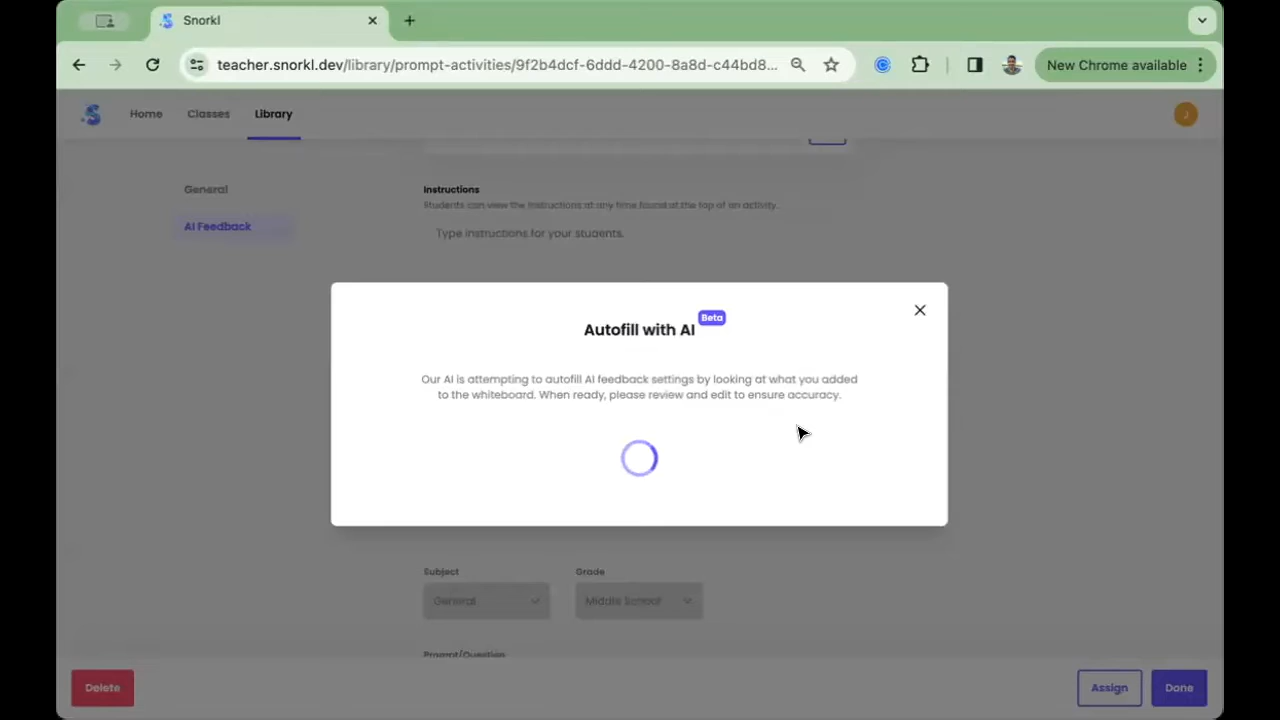 Snorkl
teacher.snorkl.dev/library/prompt-activities/9f2b4dcf-6ddd-4200-8a8d-c44bd8...
New Chrome available
Home
Classes
Library
J
General
AI Feedback
Instructions
Students can view the instructions at any time found at the top of an activity.
Type instructions for your students.
Autofill with AI
Beta
Our AI is attempting to autofill AI feedback settings by looking at what you added
to the whiteboard. When ready, please review and edit to ensure accuracy.
Subject
Grade
General
Middle School
Prompt/Question
Delete
Assign
Done